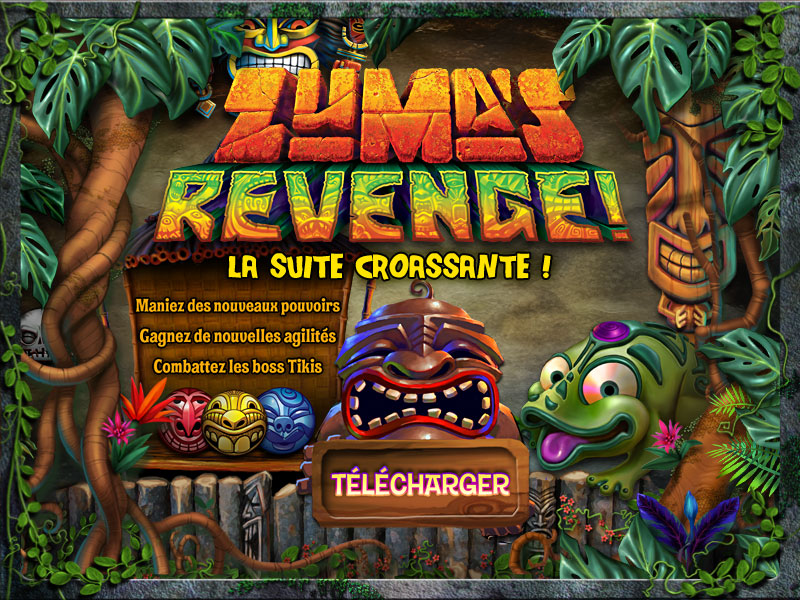 ZUMA'S
REVENGE!
LA SUITE CROASSANTE !
Maniez des nouveaux pouvoirs
Gagnez de nouvelles agilités
Combattez les boss Tikis
TÉLÉCHARGER